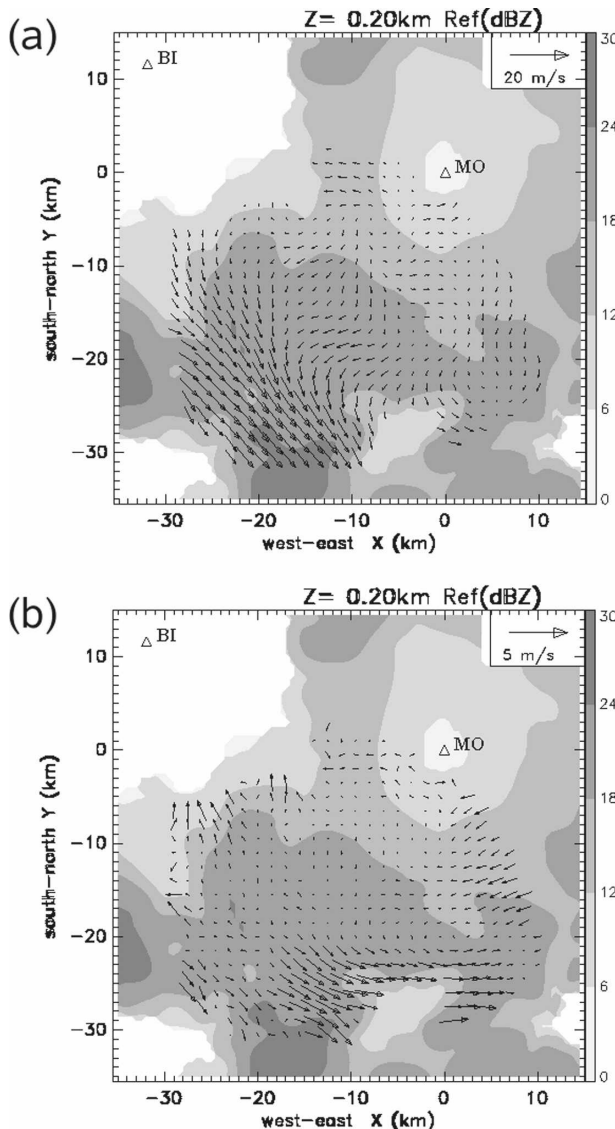 (a)
Z= 0.20km Ref(dBZ)
BI
20 m/s
MO
10
0
−10
−20
−30
south-north Y (km)
30
24
18
12
6
0
−30 −20 −10 0 10
west-east X (km)
(b)
Z= 0.20km Ref(dBZ)
BI
5 m/s
MO
10
0
−10
−20
−30
south-north Y (km)
30
24
18
12
6
0
−30 −20 −10 0 10
west-east X (km)